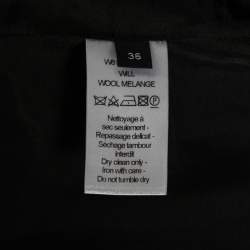 36
WILL
WOOL MELANGE
Nettoyage à
sec seulement -
Repassage delicat -
Séchage tambour
interdit
Dry clean only -
Iron with care -
Do not tumble dry